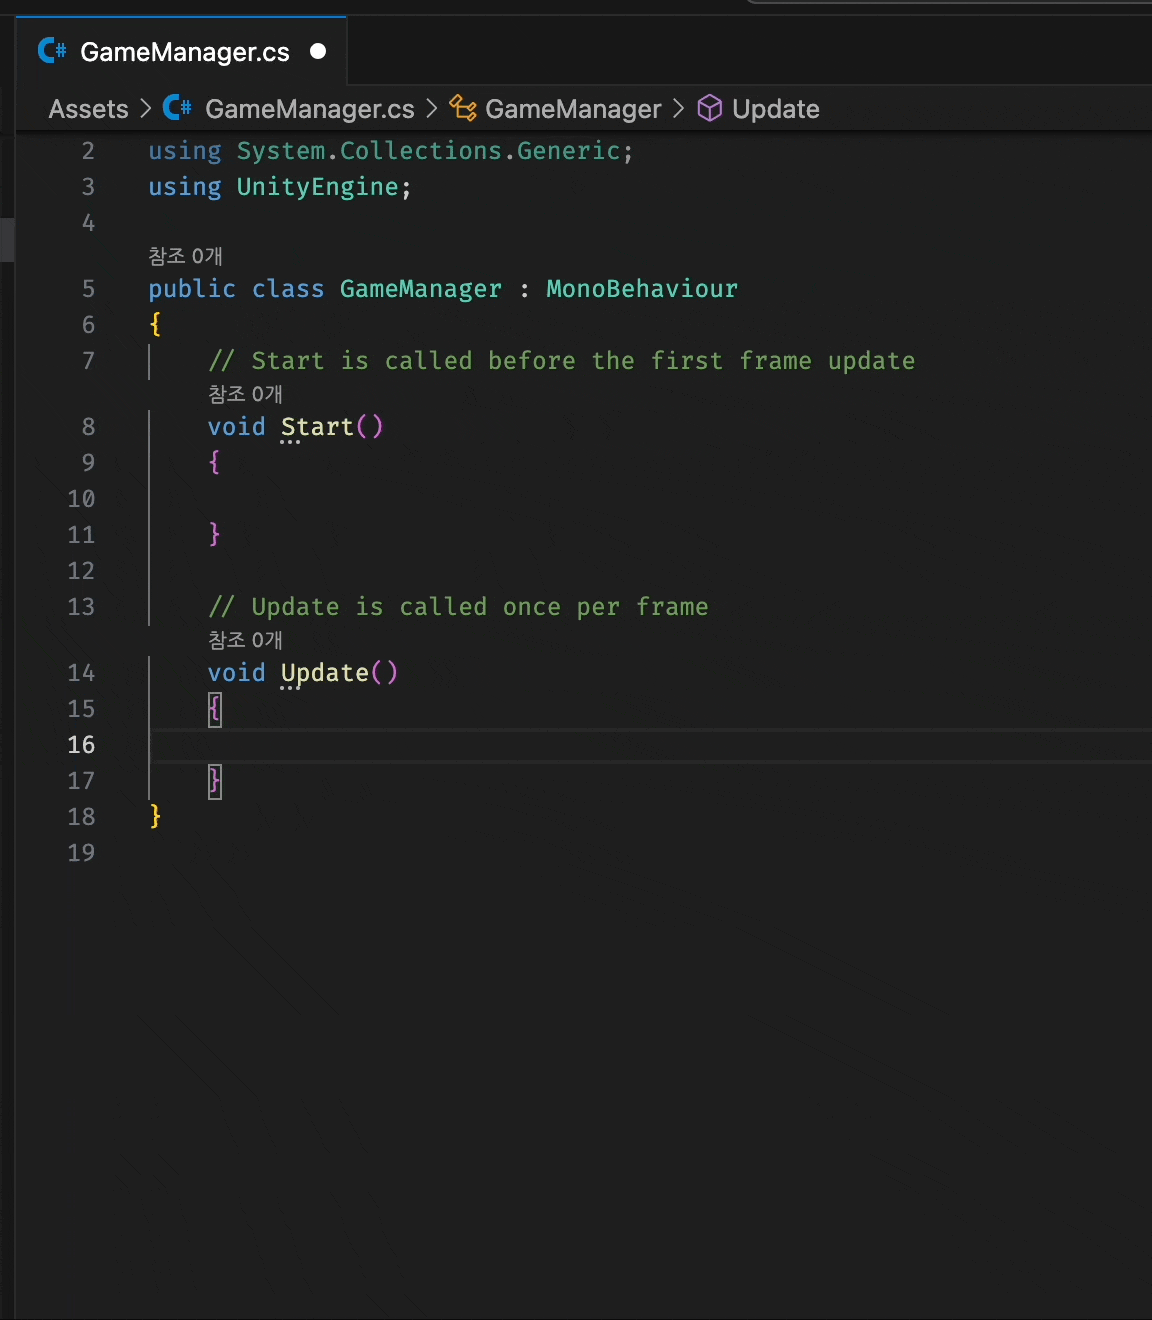 GameManager.cs
Assets > GameManager.cs > GameManager > Update
2 using System.Collections.Generic;
3 using UnityEngine;
4
참조 0개
5 public class GameManager : MonoBehaviour
6 {
7 // Start is called before the first frame update
참조 0개
8 void Start()
9 {
10
11 }
12
13 // Update is called once per frame
참조 0개
14 void Update()
15 {
16
17 }
18 }
19